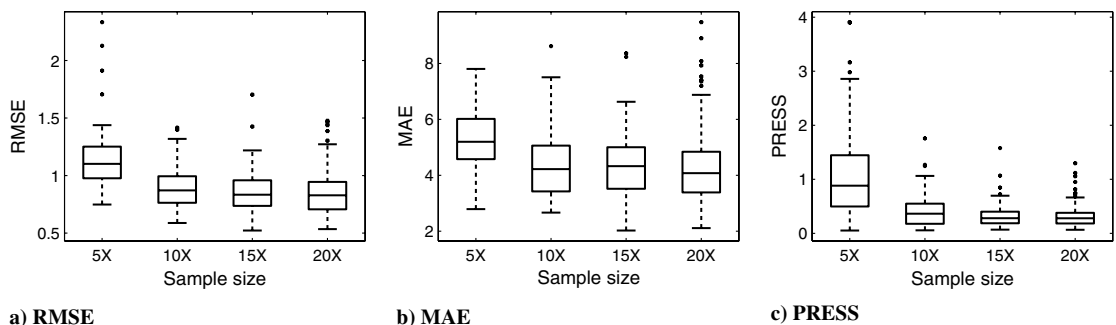 RMSE
2
1.5
1
0.5
5X 10X 15X 20X
Sample size
a) RMSE
MAE
8
6
4
2
5X 10X 15X 20X
Sample size
b) MAE
PRESS
4
3
2
1
0
5X 10X 15X 20X
Sample size
c) PRESS